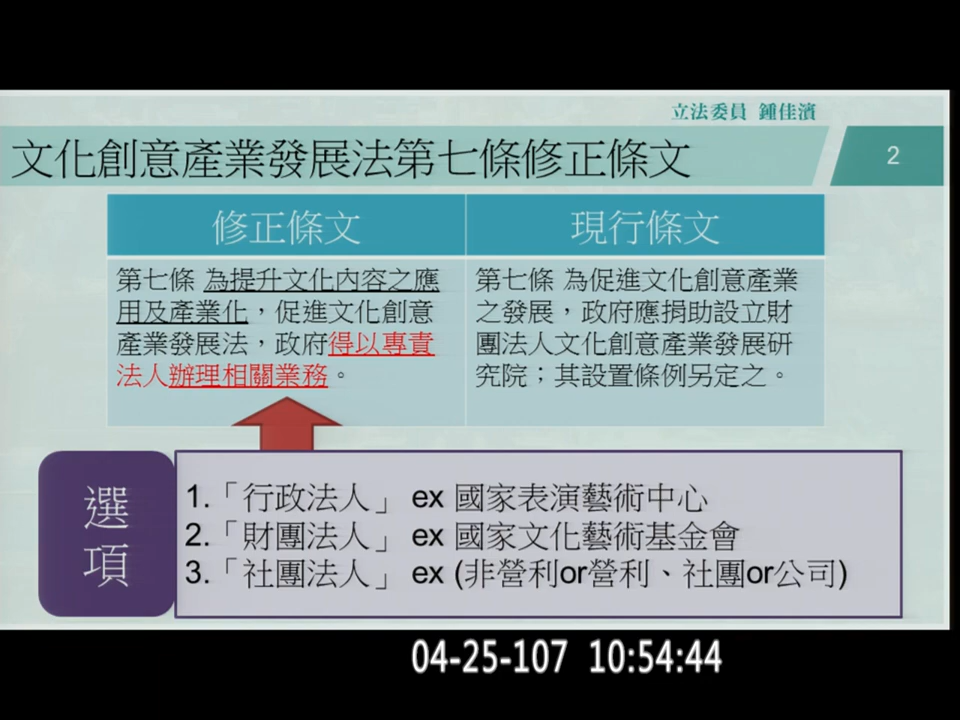 立法委員 鍾佳濱
文化創意產業發展法第七條修正條文
2
修正條文
現行條文
第七條 為提升文化內容之應
用及產業化，促進文化創意
產業發展法，政府得以專責
法人辦理相關業務。
第七條 為促進文化創意產業
之發展，政府應捐助設立財
團法人文化創意產業發展研
究院；其設置條例另定之。
選
項
1.「行政法人」 ex 國家表演藝術中心
2.「財團法人」 ex 國家文化藝術基金會
3.「社團法人」 ex (非營利or營利、社團or公司)
04-25-107 10:54:44